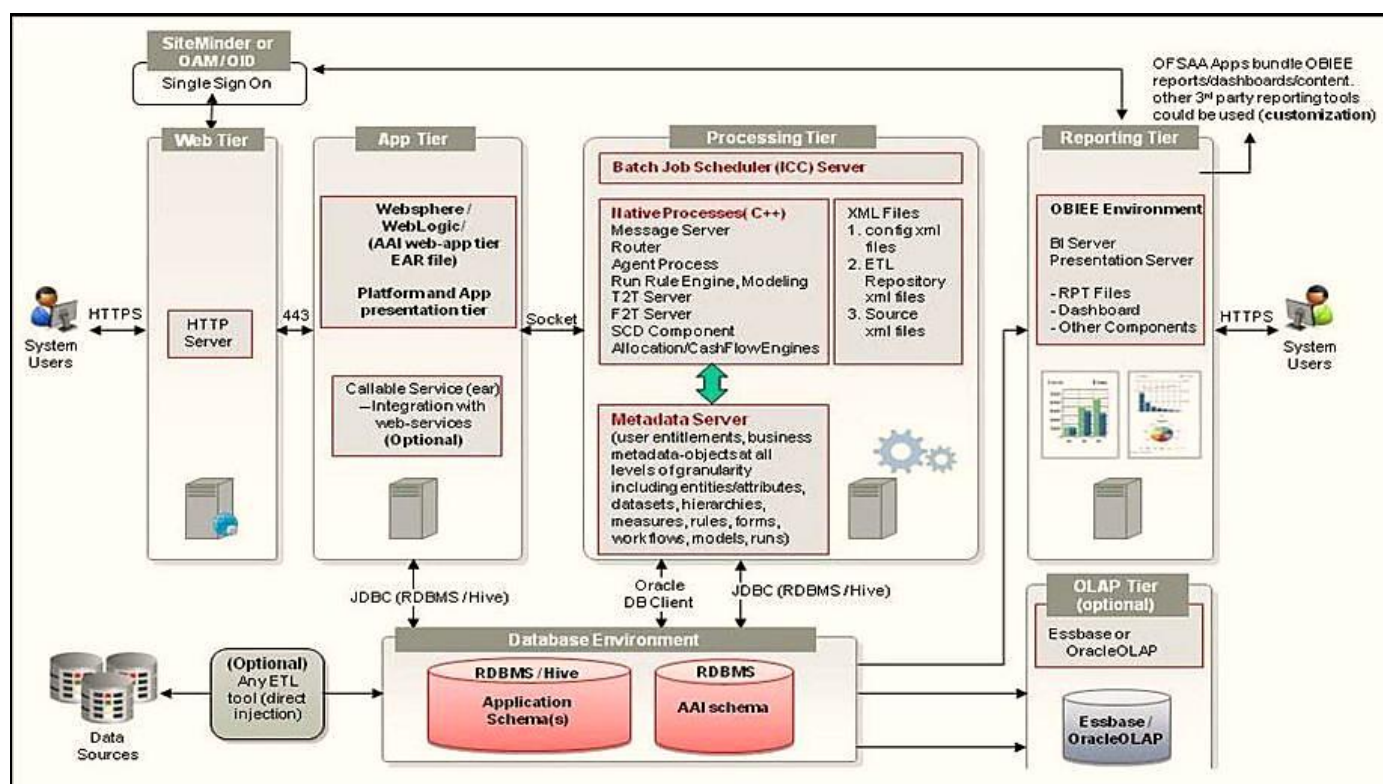 SiteMinder or
OAM/OID
Single Sign On
OFSAA Apps bundle OBIEE
reports/dashboards/content.
other 3rd party reporting tools
could be used (customization)
Web Tier
HTTP
Server
System
Users
HTTPS
443
App Tier
Websphere /
WebLogic/
(AAI web-app tier
EAR file)
Platform and App
presentation tier
Callable Service (ear)
—Integration with
web-services
(Optional)
Socket
Processing Tier
Batch Job Scheduler (ICC) Server
Native Processes( C++)
Message Server
Router
Agent Process
Run Rule Engine, Modeling
T2T Server
F2T Server
SCD Component
Allocation/CashFlowEngines
XML Files
1. config xml
files
2. ETL
Repository
xml files
3. Source
xml files
Metadata Server
(user entitlements, business
metadata-objects at all
levels of granularity
including entities/attributes,
datasets, hierarchies,
measures, rules, forms,
workflows, models, runs)
Reporting Tier
OBIEE Environment
BI Server
Presentation Server
- RPT Files
- Dashboard
- Other Components
HTTPS
System
Users
JDBC (RDBMS / Hive)
Oracle
DB Client
JDBC (RDBMS / Hive)
Database Environment
RDBMS / Hive
Application
Schema(s)
RDBMS
AAI schema
Data
Sources
(Optional)
Any ETL
tool (direct
injection)
OLAP Tier
(optional)
Essbase or
OracleOLAP
Essbase /
OracleOLAP